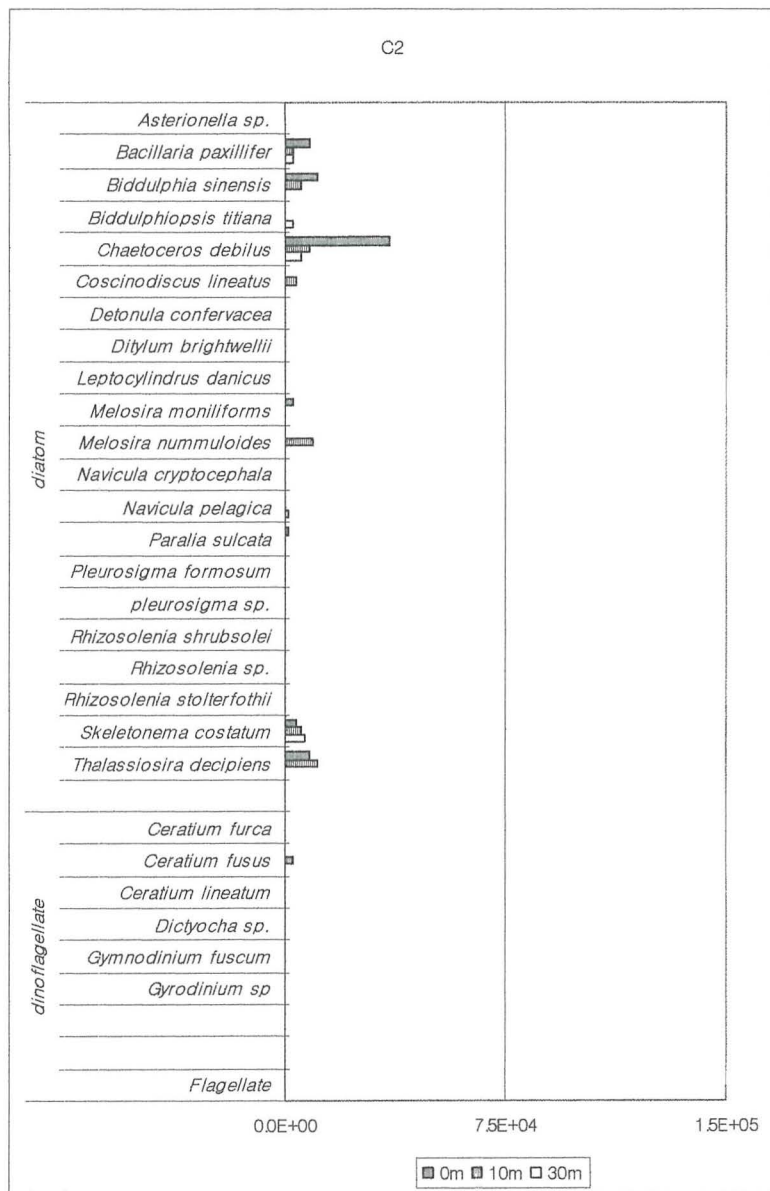 C2
Asterionella sp.
Bacillaria paxillifer
Biddulphia sinensis
Biddulphiopsis titiana
Chaetoceros debilus
Coscinodiscus lineatus
Detonula confervacea
Ditylum brightwellii
Leptocylindrus danicus
Melosira moniliforms
Melosira nummuloides
Navicula cryptocephala
Navicula pelagica
Paralia sulcata
Pleurosigma formosum
pleurosigma sp.
Rhizosolenia shrubsolei
Rhizosolenia sp.
Rhizosolenia stolterfothii
Skeletonema costatum
Thalassiosira decipiens
diatom
Ceratium furca
Ceratium fusus
Ceratium lineatum
Dictyocha sp.
Gymnodinium fuscum
Gyrodinium sp
Flagellate
dinoflagellate
0.0E+00 7.5E+04 1.5E+05
0m 10m 30m